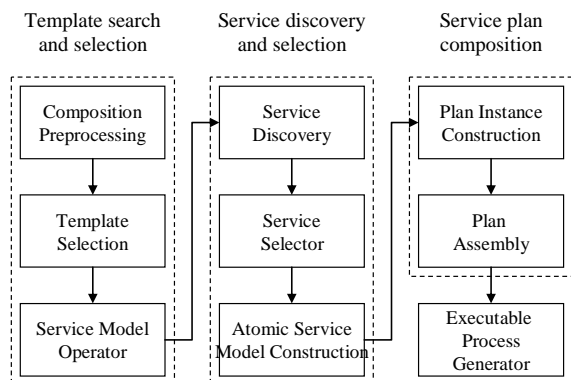 Template search
and selection
Service discovery
and selection
Service plan
composition
Composition
Preprocessing
Template
Selection
Service Model
Operator
Service
Discovery
Service
Selector
Atomic Service
Model Construction
Plan Instance
Construction
Plan
Assembly
Executable
Process
Generator